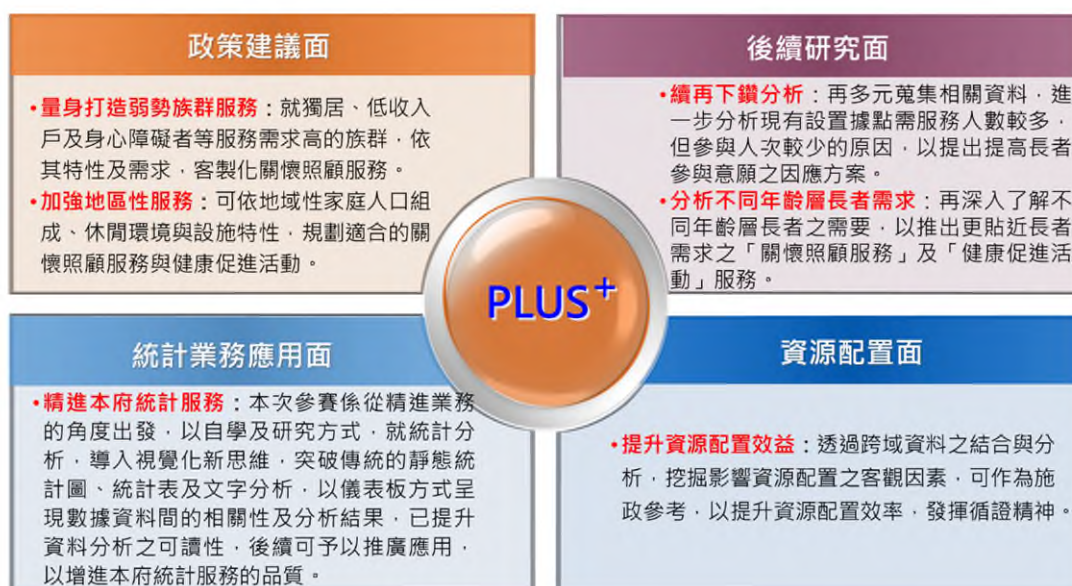 政策建議面
•量身打造弱勢族群服務：就獨居、低收入
戶及身心障礙者等服務需求高的族群，依
其特性及需求，客製化關懷照顧服務。
•加強地區性服務：可依地域性家庭人口組
成、休閒環境與設施特性，規劃適合的關
懷照顧服務與健康促進活動。
後續研究面
•續再下鑽分析：再多元蒐集相關資料，進
一步分析現有設置據點需服務人數較多，
但參與人次較少的原因，以提出提高長者
參與意願之因應方案。
•分析不同年齡層長者需求：再深入了解不
同年齡層長者之需要，以推出更貼近長者
需求之「關懷照顧服務」及「健康促進活
動」服務。
PLUS+
統計業務應用面
•精進本府統計服務：本次參賽係從精進業務
的角度出發，以自學及研究方式，就統計分
析，導入視覺化新思維，突破傳統的靜態統
計圖、統計表及文字分析，以儀表板方式呈
現數據資料間的相關性及分析結果，已提升
資料分析之可讀性，後續可予以推廣應用，
以增進本府統計服務的品質。
資源配置面
•提升資源配置效益：透過跨域資料之結合與分
析，挖掘影響資源配置之客觀因素，可作為施
政參考，以提升資源配置效率，發揮循證精神。